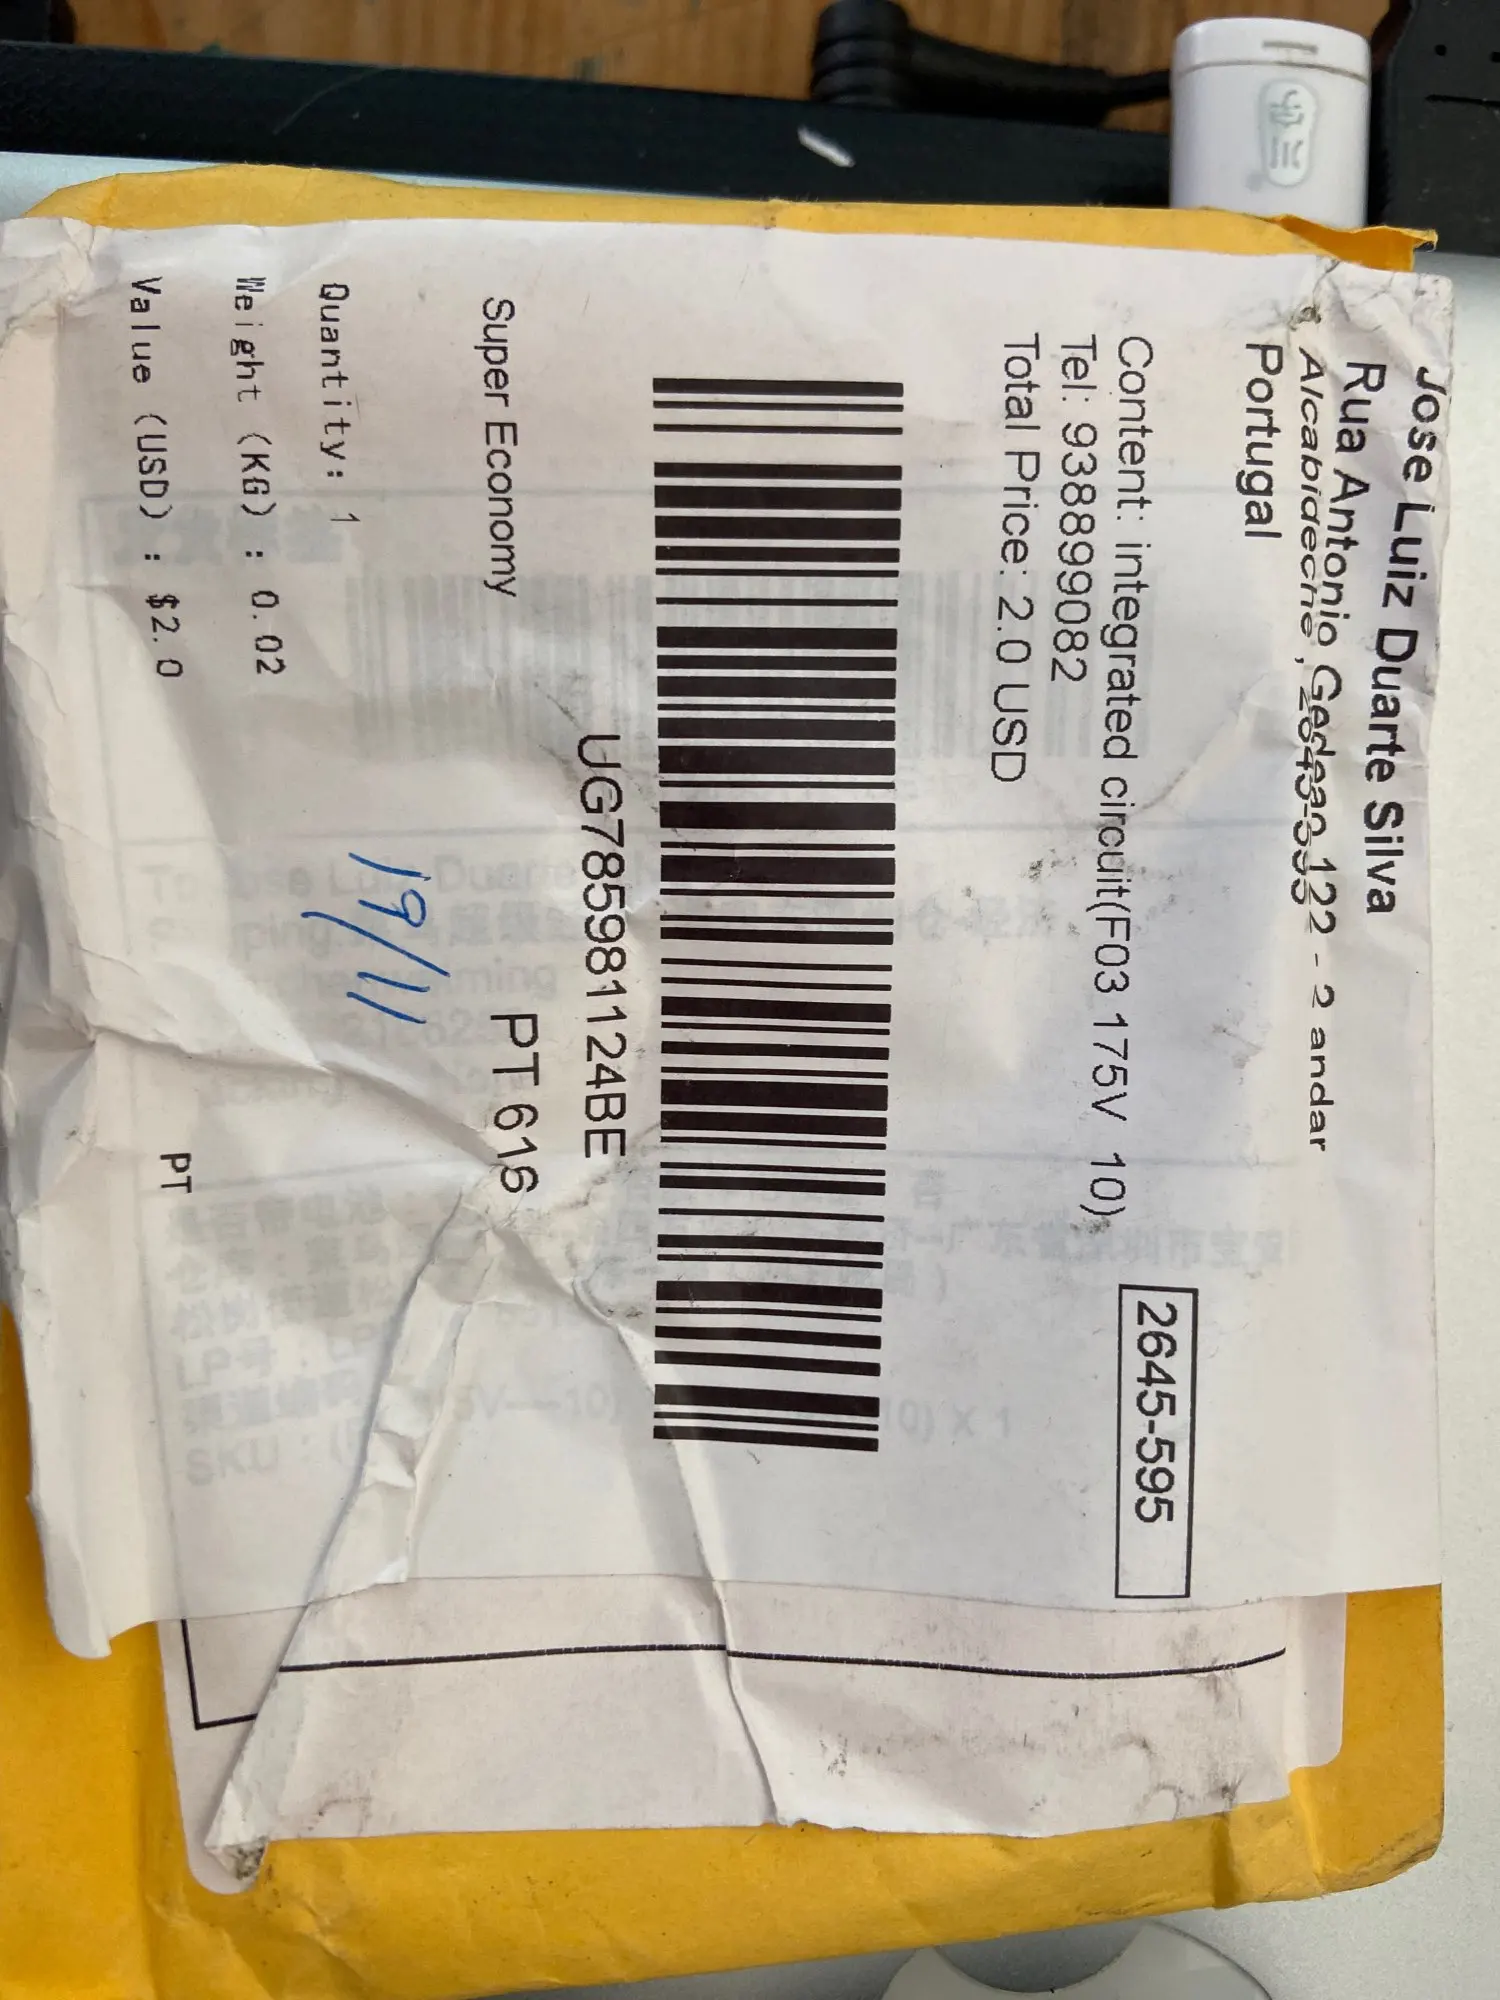 Jose Luiz Duarte Silva
Rua Antonio Gedeao 122 - 2 andar
Alcabideche, 2645-595
Portugal
Content: integrated circuit(F03 175V 10)
2645-595
Tel: 938899082
Total Price: 2.0 USD
UG785981124BE
Super Economy
PT 616
Quantity: 1
19/11
Weight (KG) : 0.02
Value (USD) : $2.0
PT